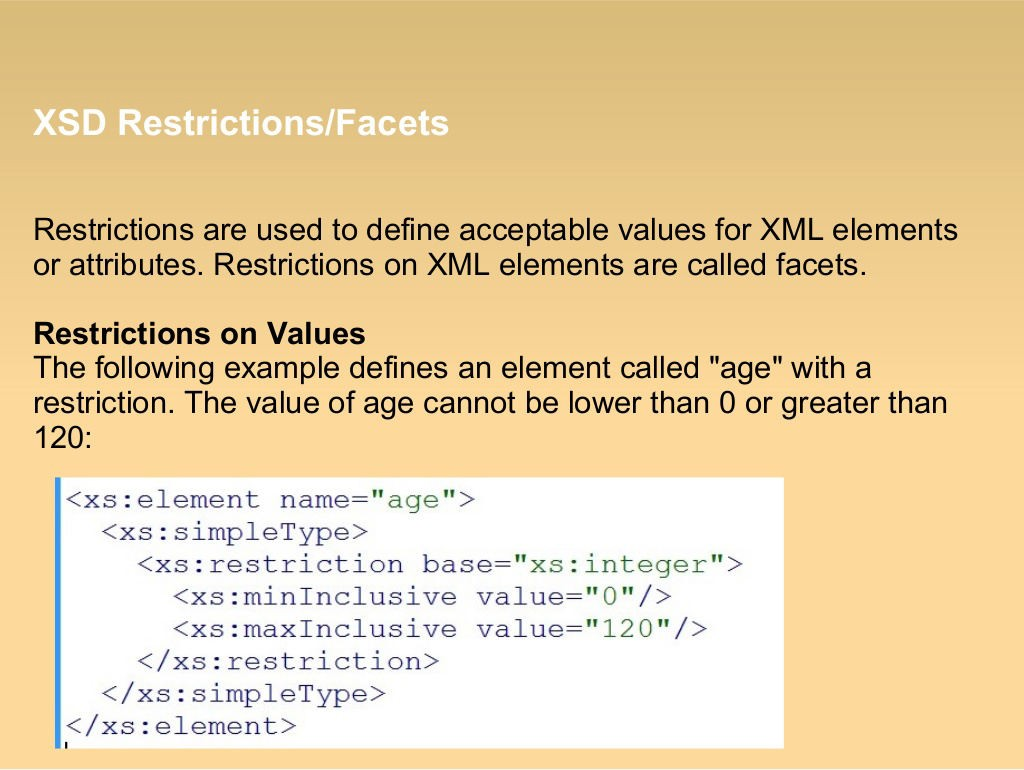 XSD Restrictions/Facets
Restrictions are used to define acceptable values for XML elements
or attributes. Restrictions on XML elements are called facets.
Restrictions on Values
The following example defines an element called "age" with a
restriction. The value of age cannot be lower than 0 or greater than
120:
<xs:element name="age">
  <xs:simpleType>
    <xs:restriction base="xs:integer">
      <xs:minInclusive value="0"/>
      <xs:maxInclusive value="120"/>
    </xs:restriction>
  </xs:simpleType>
</xs:element>